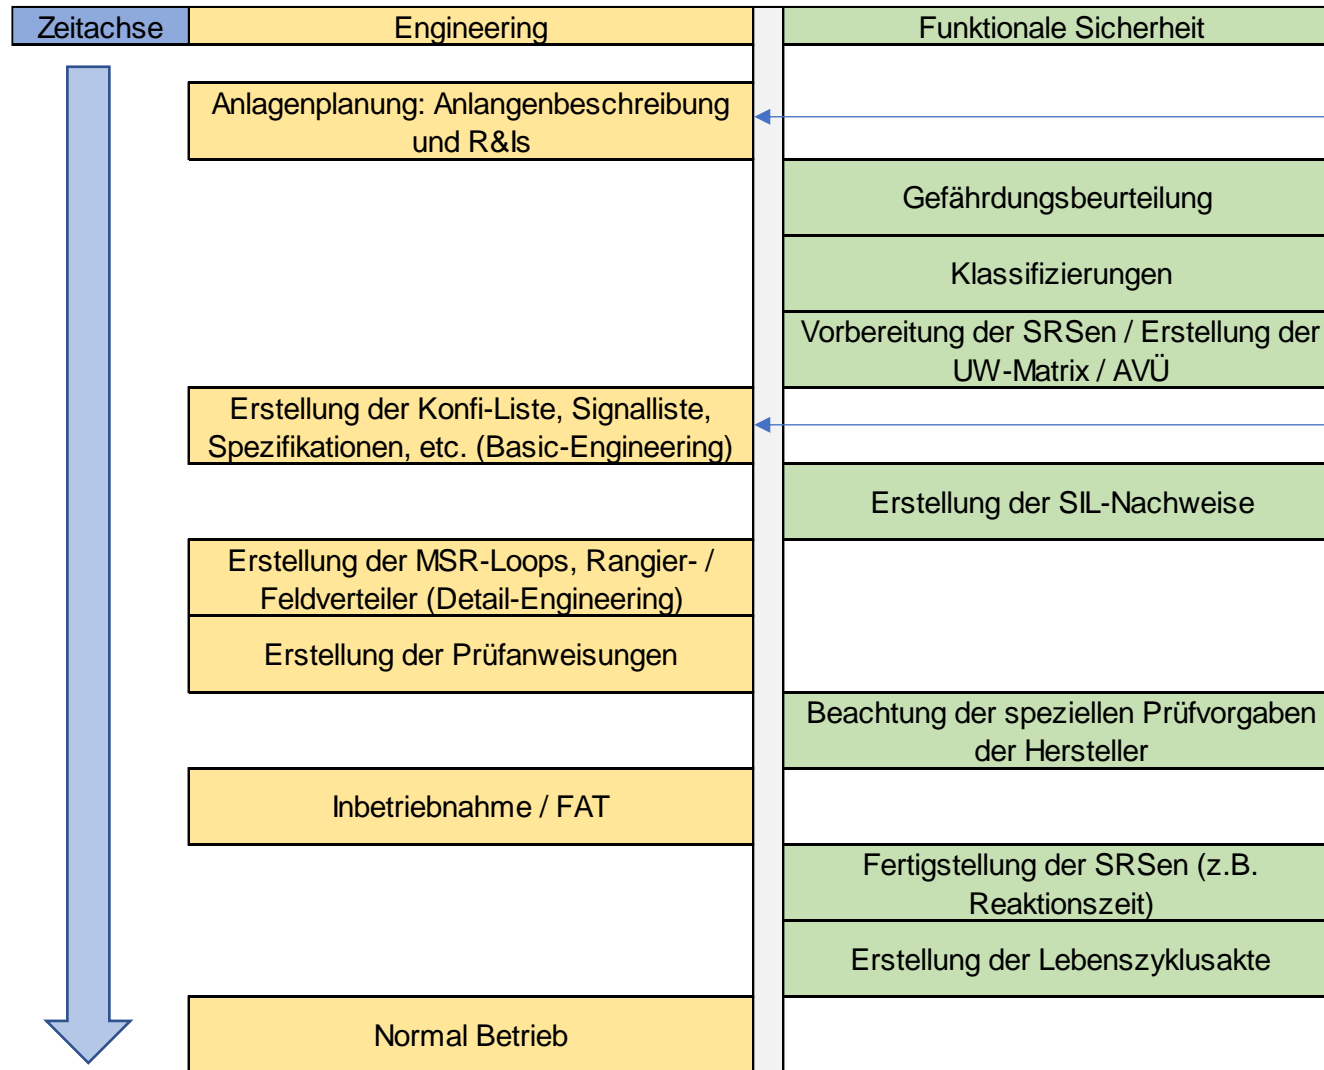 Zeitachse
Engineering
Funktionale Sicherheit
Anlagenplanung: Anlangenbeschreibung
und R&Is
Gefährdungsbeurteilung
Klassifizierungen
Vorbereitung der SRSen / Erstellung der
UW-Matrix / AVÜ
Erstellung der Konfi-Liste, Signalliste,
Spezifikationen, etc. (Basic-Engineering)
Erstellung der SIL-Nachweise
Erstellung der MSR-Loops, Rangier- /
Feldverteiler (Detail-Engineering)
Erstellung der Prüfanweisungen
Beachtung der speziellen Prüfvorgaben
der Hersteller
Inbetriebnahme / FAT
Fertigstellung der SRSen (z.B.
Reaktionszeit)
Erstellung der Lebenszyklusakte
Normal Betrieb